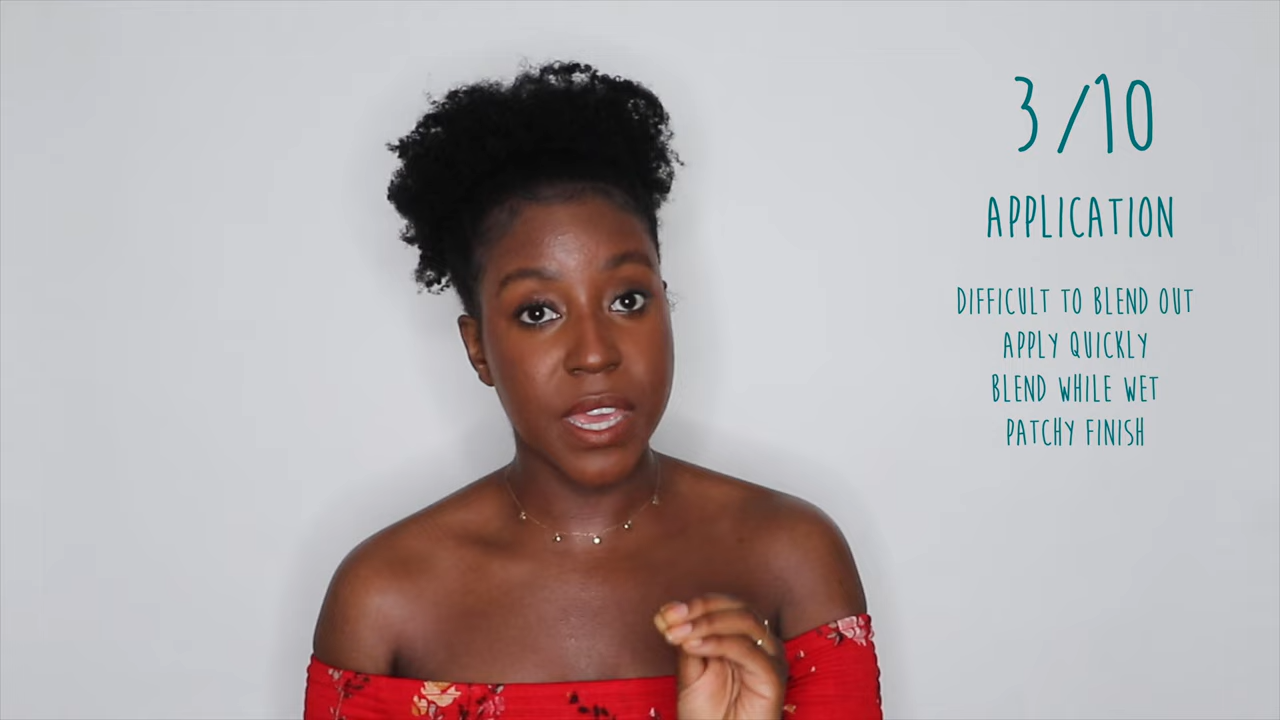 3/10
APPLICATION
DIFFICULT TO BLEND OUT
APPLY QUICKLY
BLEND WHILE WET
PATCHY FINISH